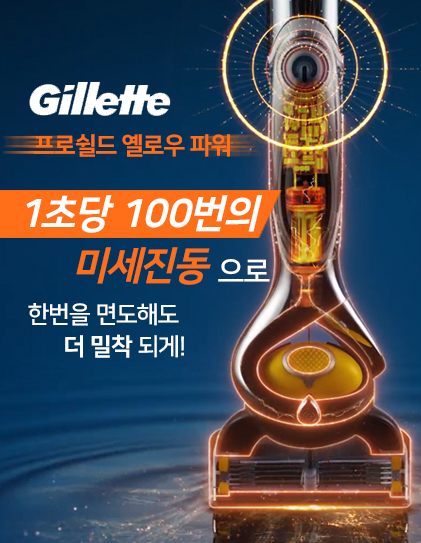 Gillette
프로쉴드 옐로우 파워
1초당 100번의
미세진동 으로
한번을 면도해도
더 밀착 되게!